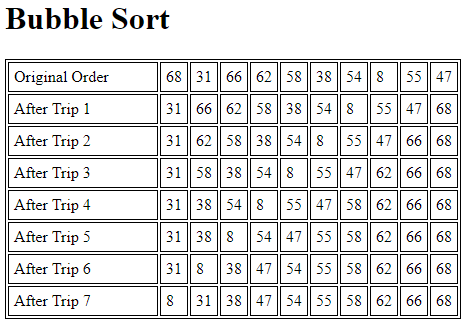 Bubble Sort
Original Order 68 31 66 62 58 38 54 8 55 47
After Trip 1 31 66 62 58 38 54 8 55 47 68
After Trip 2 31 62 58 38 54 8 55 47 66 68
After Trip 3 31 58 38 54 8 55 47 62 66 68
After Trip 4 31 38 54 8 55 47 58 62 66 68
After Trip 5 31 38 8 54 47 55 58 62 66 68
After Trip 6 31 8 38 47 54 55 58 62 66 68
After Trip 7 8 31 38 47 54 55 58 62 66 68